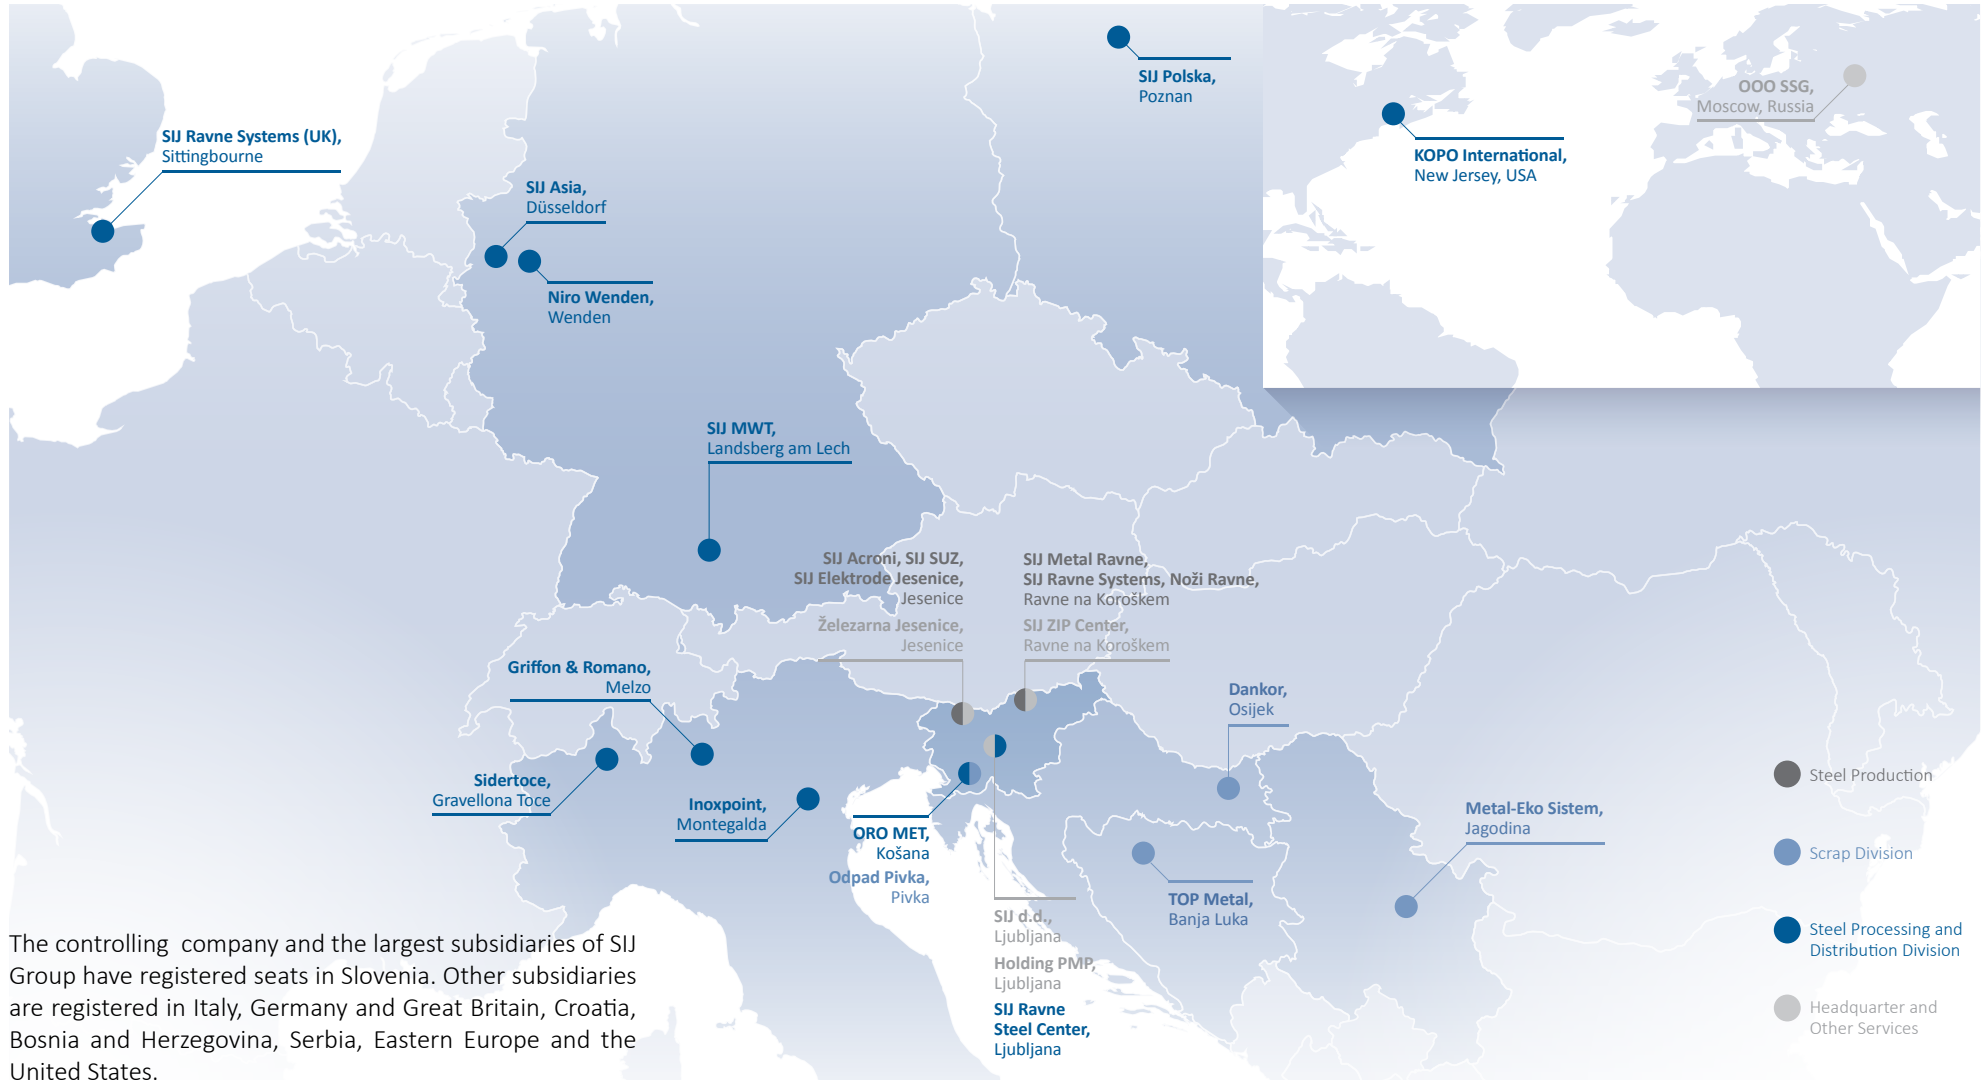 SIJ Polska,
Poznan
OOO SSG,
Moscow, Russia
KOPO International,
New Jersey, USA
SIJ Ravne Systems (UK),
Sittingbourne
SIJ Asia,
Düsseldorf
Niro Wenden,
Wenden
SIJ MWT,
Landsberg am Lech
SIJ Acroni, SIJ SUZ,
SIJ Elektrode Jesenice,
Jesenice
Železarna Jesenice,
Jesenice
SIJ Metal Ravne,
SIJ Ravne Systems, Noži Ravne,
Ravne na Koroškem
SIJ ZIP Center,
Ravne na Koroškem
Griffon & Romano,
Melzo
Dankor,
Osijek
Sidertoce,
Gravellona Toce
Inoxpoint,
Montegalda
ORO MET,
Košana
Odpad Pivka,
Pivka
Metal-Eko Sistem,
Jagodina
TOP Metal,
Banja Luka
SIJ d.d.,
Ljubljana
Holding PMP,
Ljubljana
SIJ Ravne
Steel Center,
Ljubljana
Steel Production
Scrap Division
Steel Processing and
Distribution Division
Headquarter and
Other Services
The controlling company and the largest subsidiaries of SIJ
Group have registered seats in Slovenia. Other subsidiaries
are registered in Italy, Germany and Great Britain, Croatia,
Bosnia and Herzegovina, Serbia, Eastern Europe and the
United States.